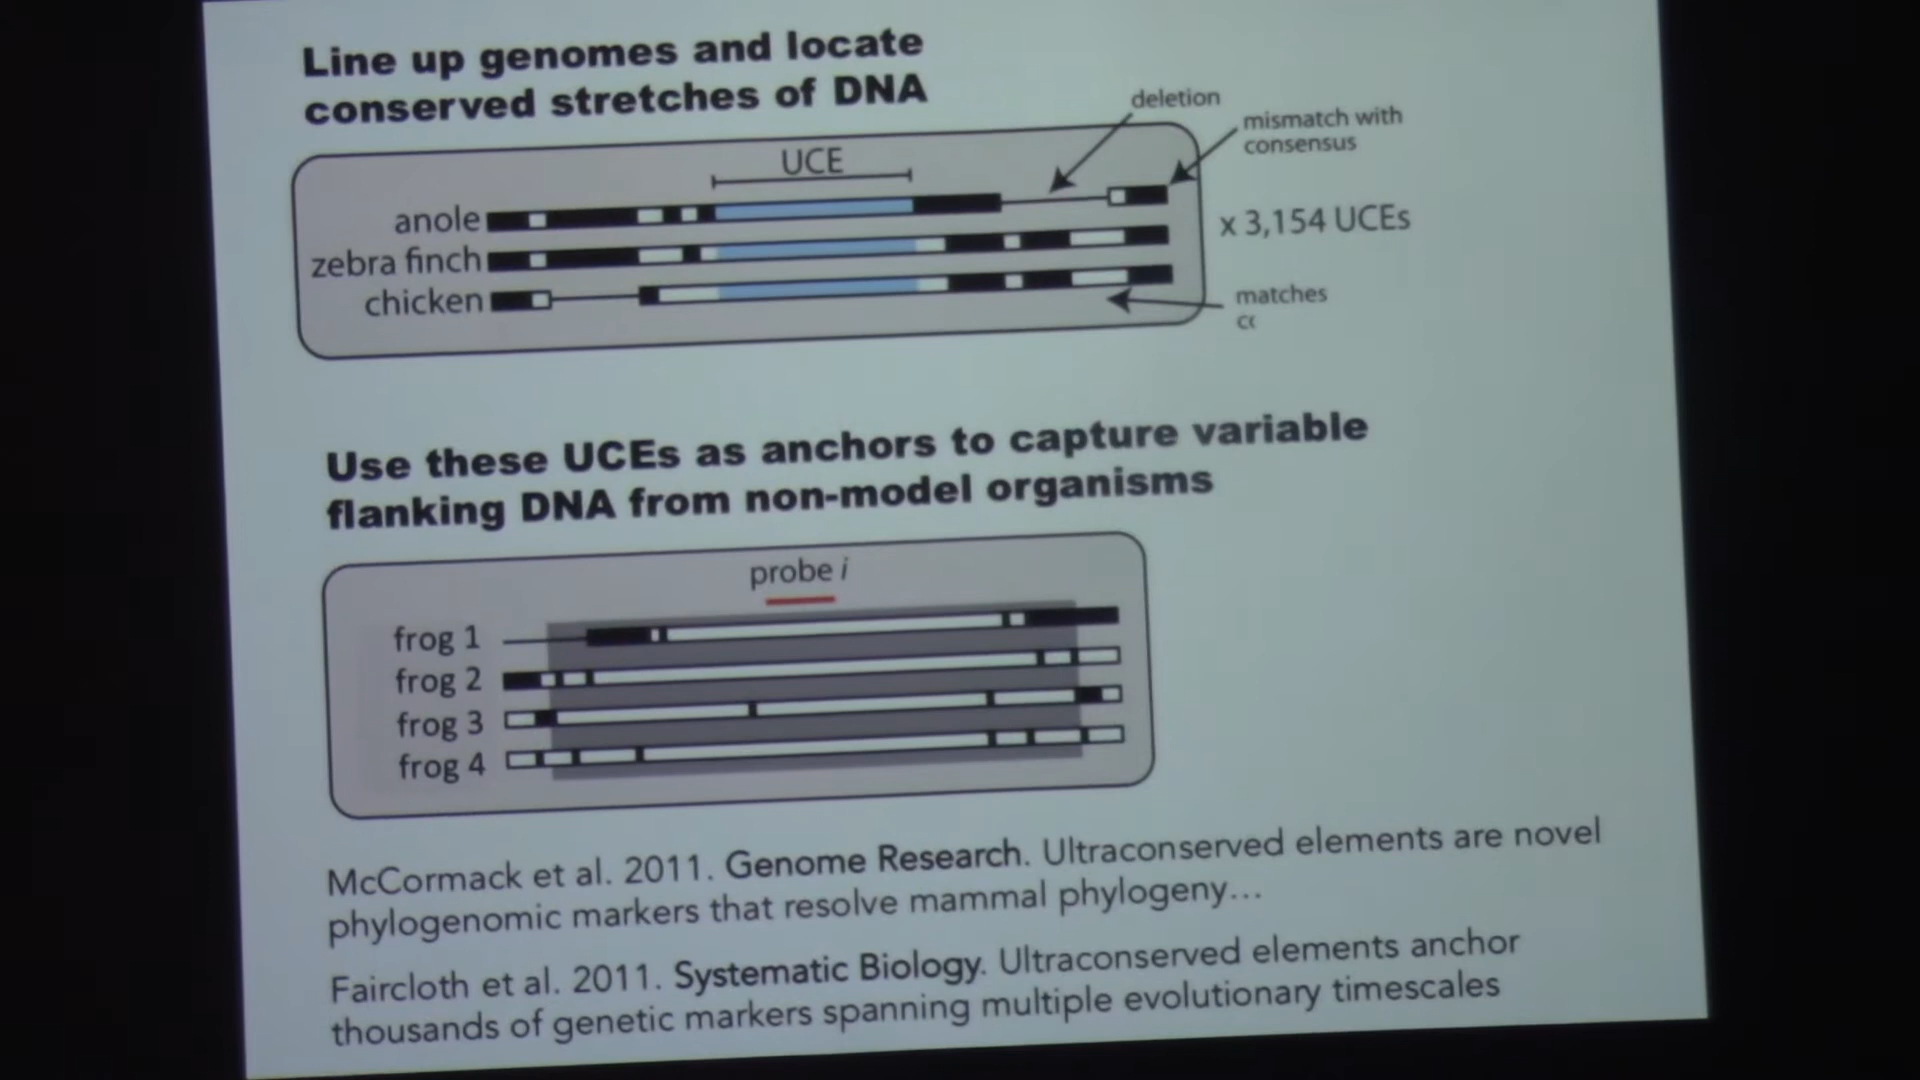 Line up genomes and locate
conserved stretches of DNA
deletion
mismatch with
consensus
UCE
anole
zebra finch
chicken
x 3,154 UCEs
matches
Use these UCEs as anchors to capture variable
flanking DNA from non-model organisms
probe i
frog 1
frog 2
frog 3
frog 4
McCormack et al. 2011. Genome Research. Ultraconserved elements are novel
phylogenomic markers that resolve mammal phylogeny…
Faircloth et al. 2011. Systematic Biology. Ultraconserved elements anchor
thousands of genetic markers spanning multiple evolutionary timescales